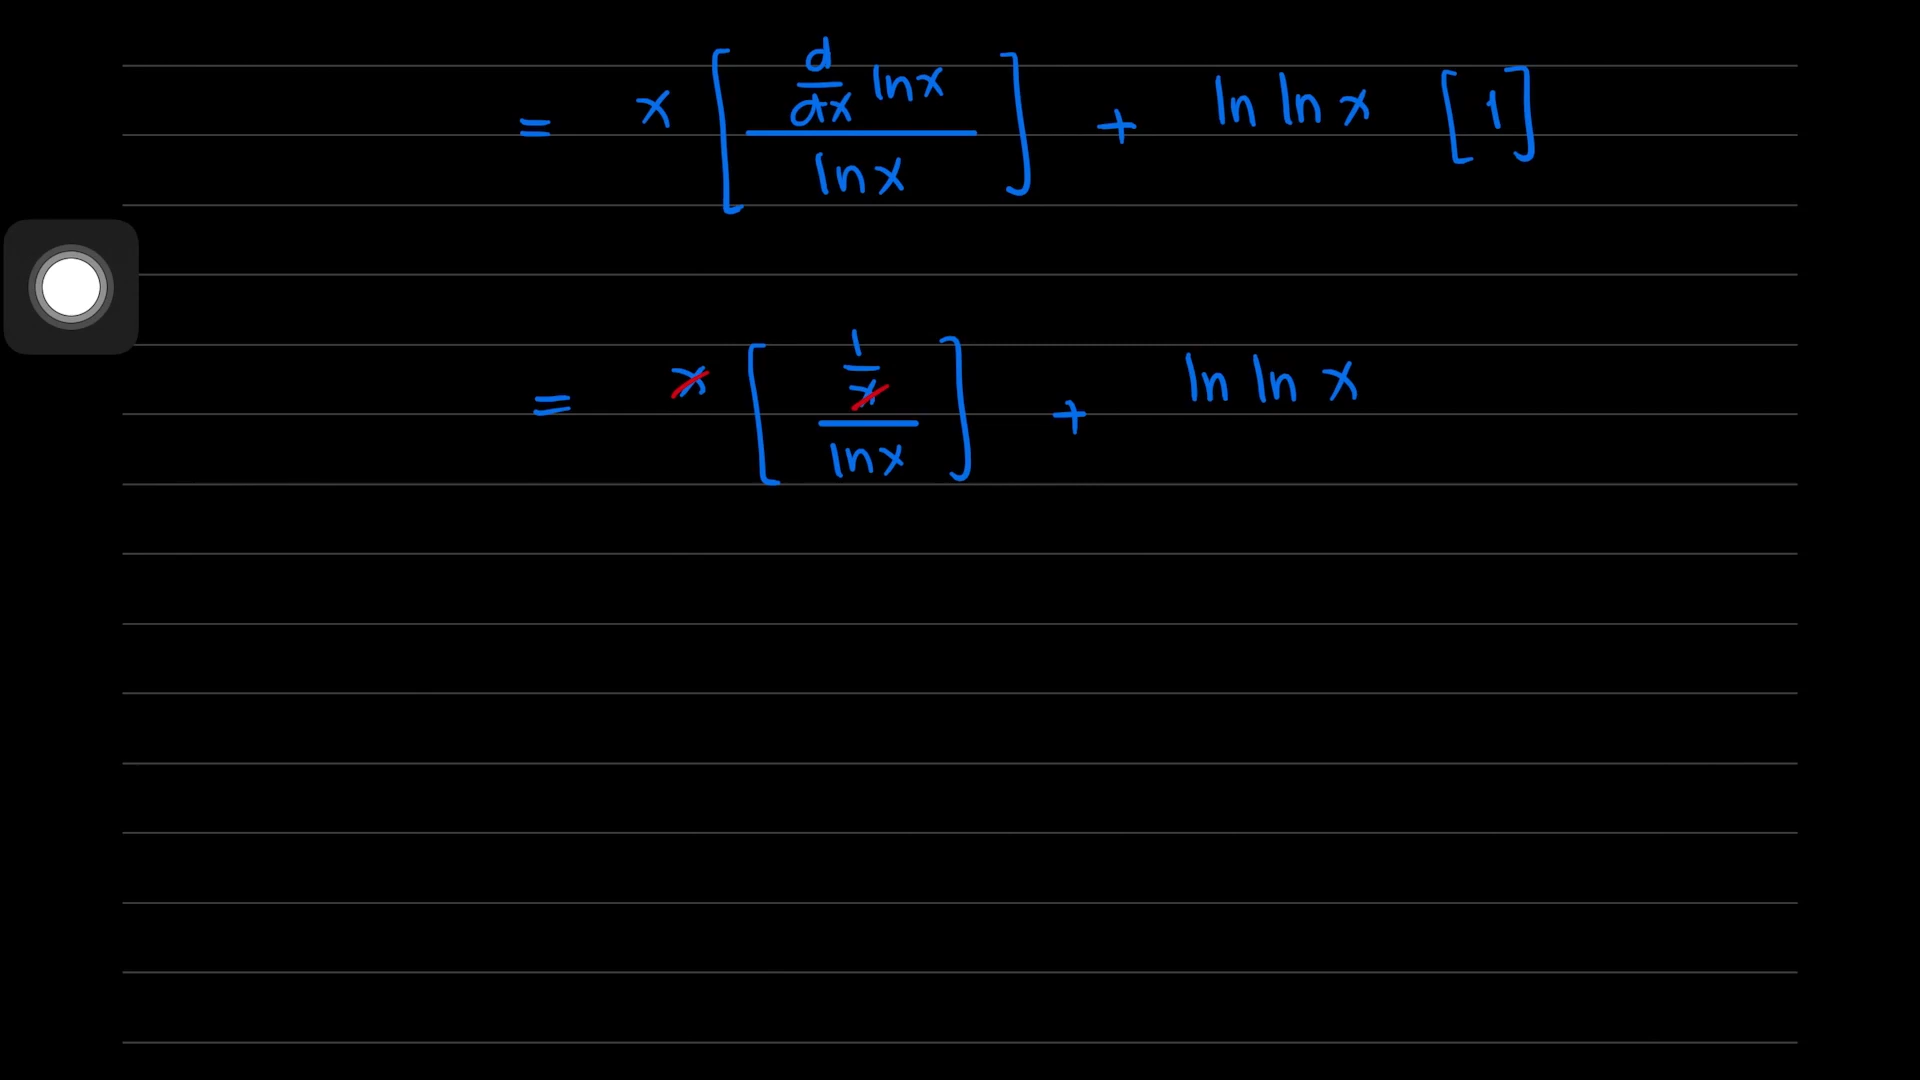 = x [ d/dx ln x / ln x ] + ln ln x [1]
= x [ 1/x / ln x ] + ln ln x